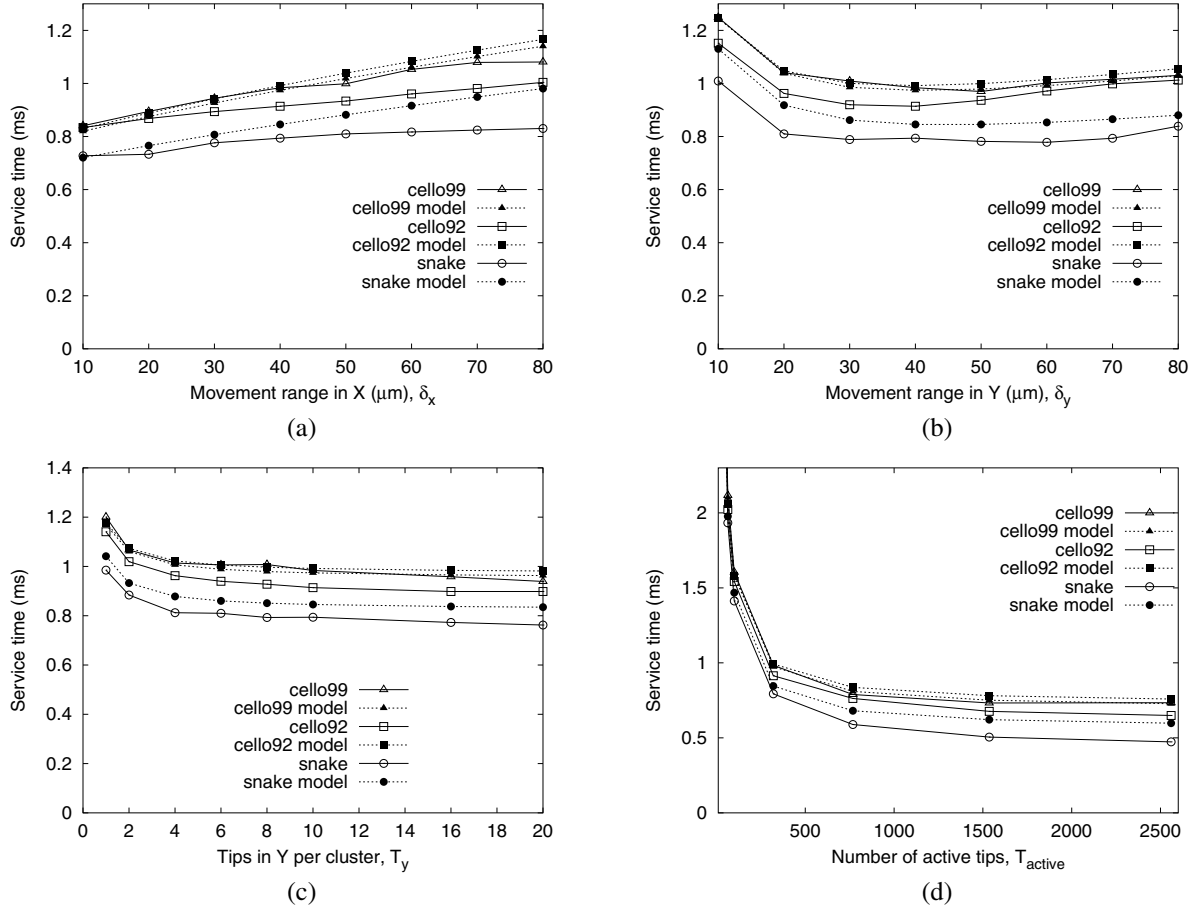 1.2
1
0.8
0.6
0.4
0.2
0
Service time (ms)
cello99
cello99 model
cello92
cello92 model
snake
snake model
10 20 30 40 50 60 70 80
Movement range in X (μm), δx
(a)
1.2
1
0.8
0.6
0.4
0.2
0
Service time (ms)
cello99
cello99 model
cello92
cello92 model
snake
snake model
10 20 30 40 50 60 70 80
Movement range in Y (μm), δy
(b)
1.4
1.2
1
0.8
0.6
0.4
0.2
0
Service time (ms)
cello99
cello99 model
cello92
cello92 model
snake
snake model
0 2 4 6 8 10 12 14 16 18 20
Tips in Y per cluster, Ty
(c)
2
1.5
1
0.5
0
Service time (ms)
cello99
cello99 model
cello92
cello92 model
snake
snake model
500 1000 1500 2000 2500
Number of active tips, Tactive
(d)